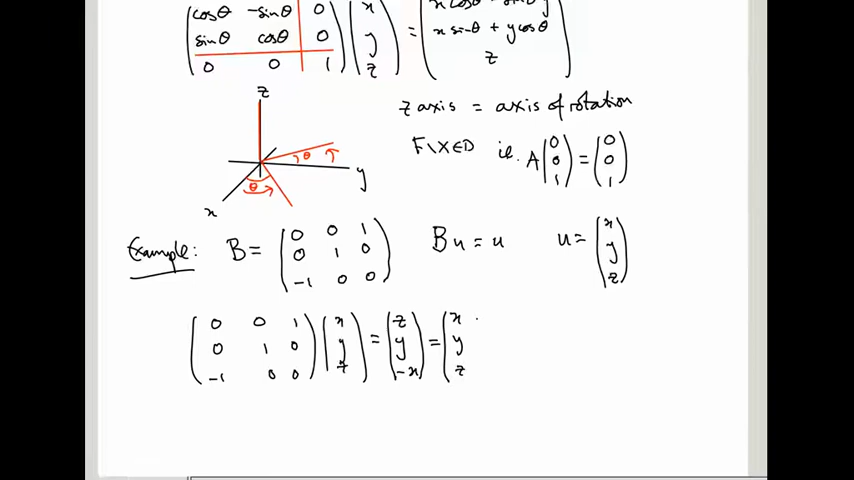 ( cosθ -sinθ 0 ) ( x ) = ( x cosθ - sinθ y )
( sinθ cosθ 0 ) ( y ) ( x sinθ + y cosθ )
( 0 0 1 ) ( z ) ( z )
z
z axis = axis of rotation
FIXED i.e. A ( 0 0 1 ) = ( 0 0 1 )
θ
y
θ
x
Example: B = ( 0 0 1 ) Bu = u u = ( x )
( 0 1 0 ) ( y )
( -1 0 0 ) ( z )
( 0 0 1 ) ( x ) = ( z ) = ( x
( 0 1 0 ) ( y ) ( y ) ( y
( -1 0 0 ) ( z ) ( -x ) ( z